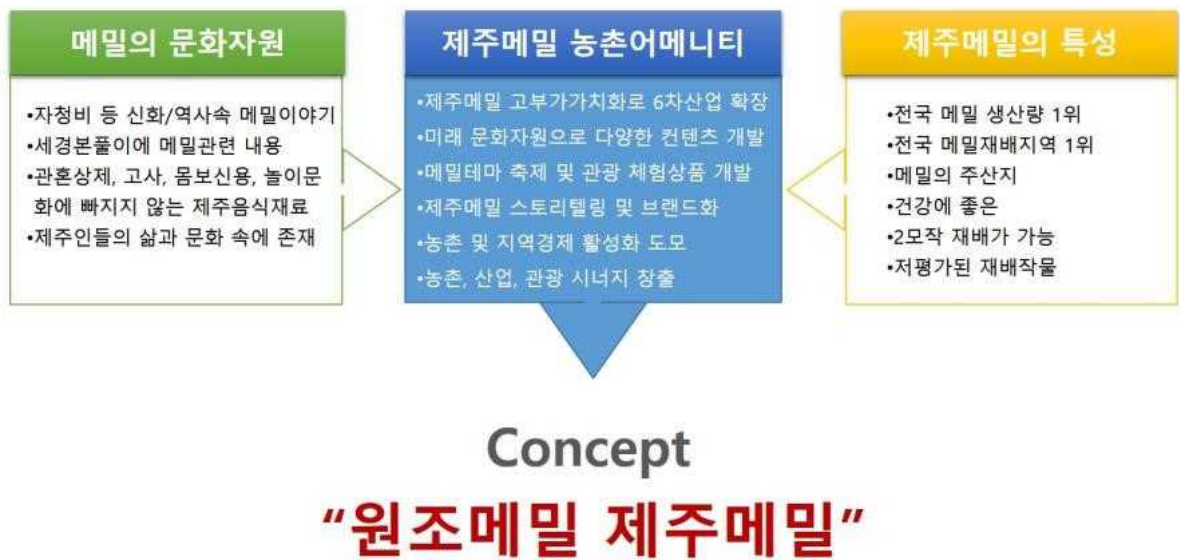 메밀의 문화자원
•자청비 등 신화/역사속 메밀이야기
•세경본풀이에 메밀관련 내용
•관혼상제, 고사, 몸보신용, 놀이문
화에 빠지지 않는 제주음식재료
•제주인들의 삶과 문화 속에 존재
제주메밀 농촌어메니티
•제주메밀 고부가가치화로 6차산업 확장
•미래 문화자원으로 다양한 컨텐츠 개발
•메밀테마 축제 및 관광 체험상품 개발
•제주메밀 스토리텔링 및 브랜드화
•농촌 및 지역경제 활성화 도모
•농촌, 산업, 관광 시너지 창출
제주메밀의 특성
•전국 메밀 생산량 1위
•전국 메밀재배지역 1위
•메밀의 주산지
•건강에 좋은
•2모작 재배가 가능
•저평가된 재배작물
Concept
“원조메밀 제주메밀”